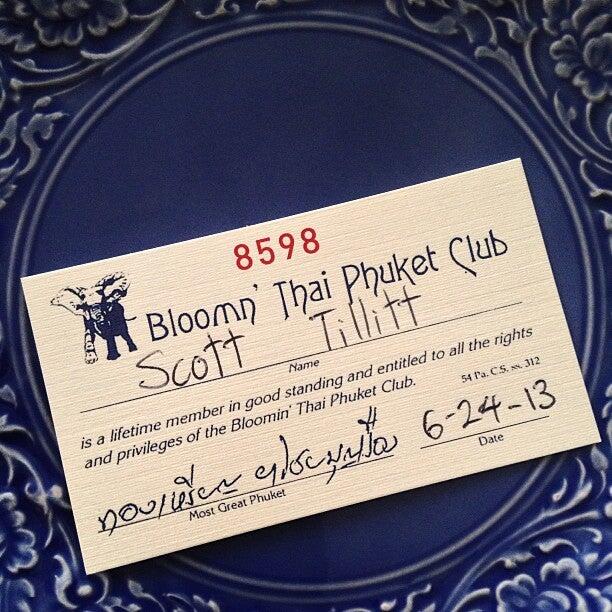 8598
Bloomn' Thai Phuket Club
Scott Tillitt
Name
is a lifetime member in good standing and entitled to all the rights
and privileges of the Bloomin' Thai Phuket Club.
54 Pa. C.S. ss. 312
6-24-13
Most Great Phuket
Date